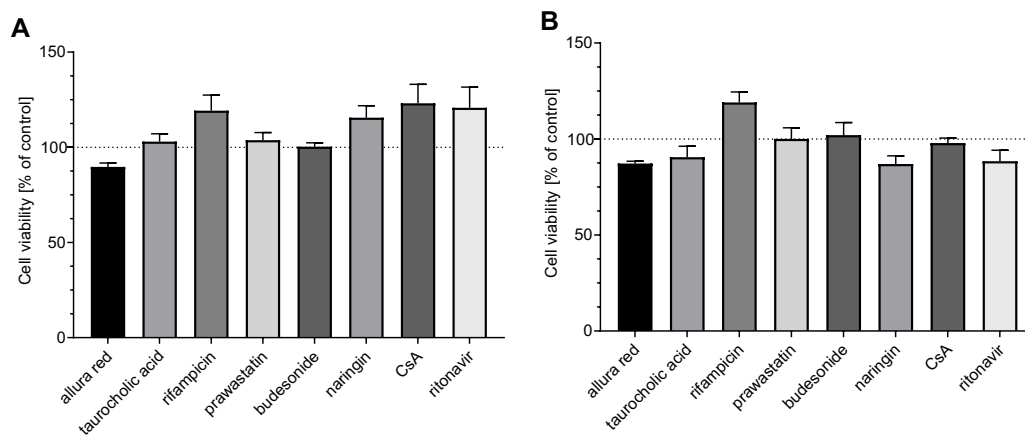 A
Cell viability [% of control]
150
100
50
0
allura red
taurocholic acid
rifampicin
prawastatin
budesonide
naringin
CsA
ritonavir
B
Cell viability [% of control]
150
100
50
0
allura red
taurocholic acid
rifampicin
prawastatin
budesonide
naringin
CsA
ritonavir